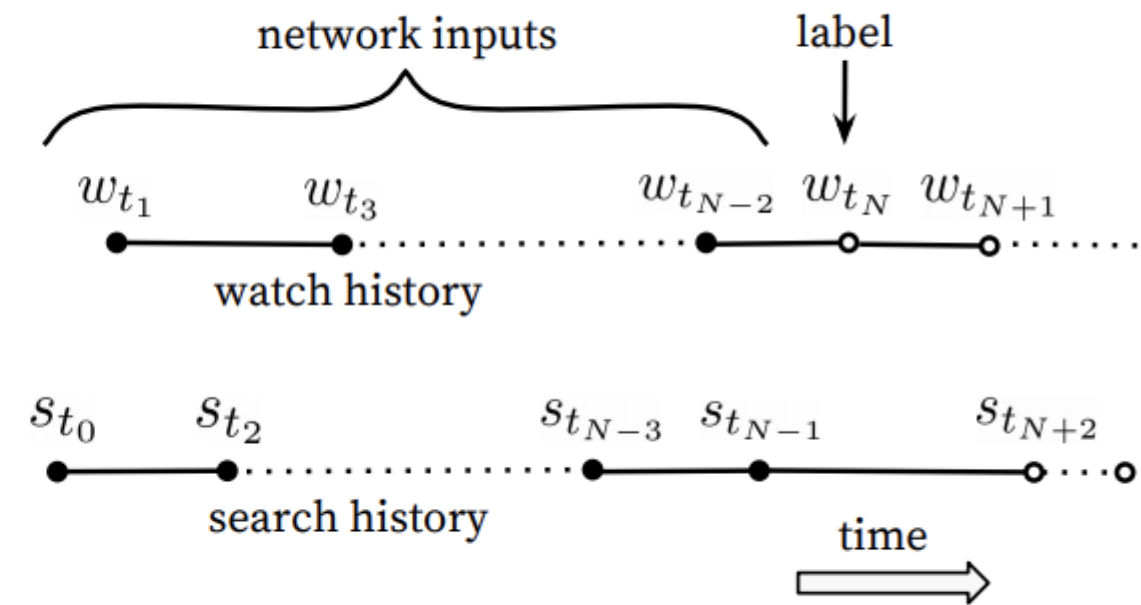 network inputs label
w_{t_1} w_{t_3} w_{t_{N-2}} w_{t_N} w_{t_{N+1}}
watch history
s_{t_0} s_{t_2} s_{t_{N-3}} s_{t_{N-1}} s_{t_{N+2}}
search history
time